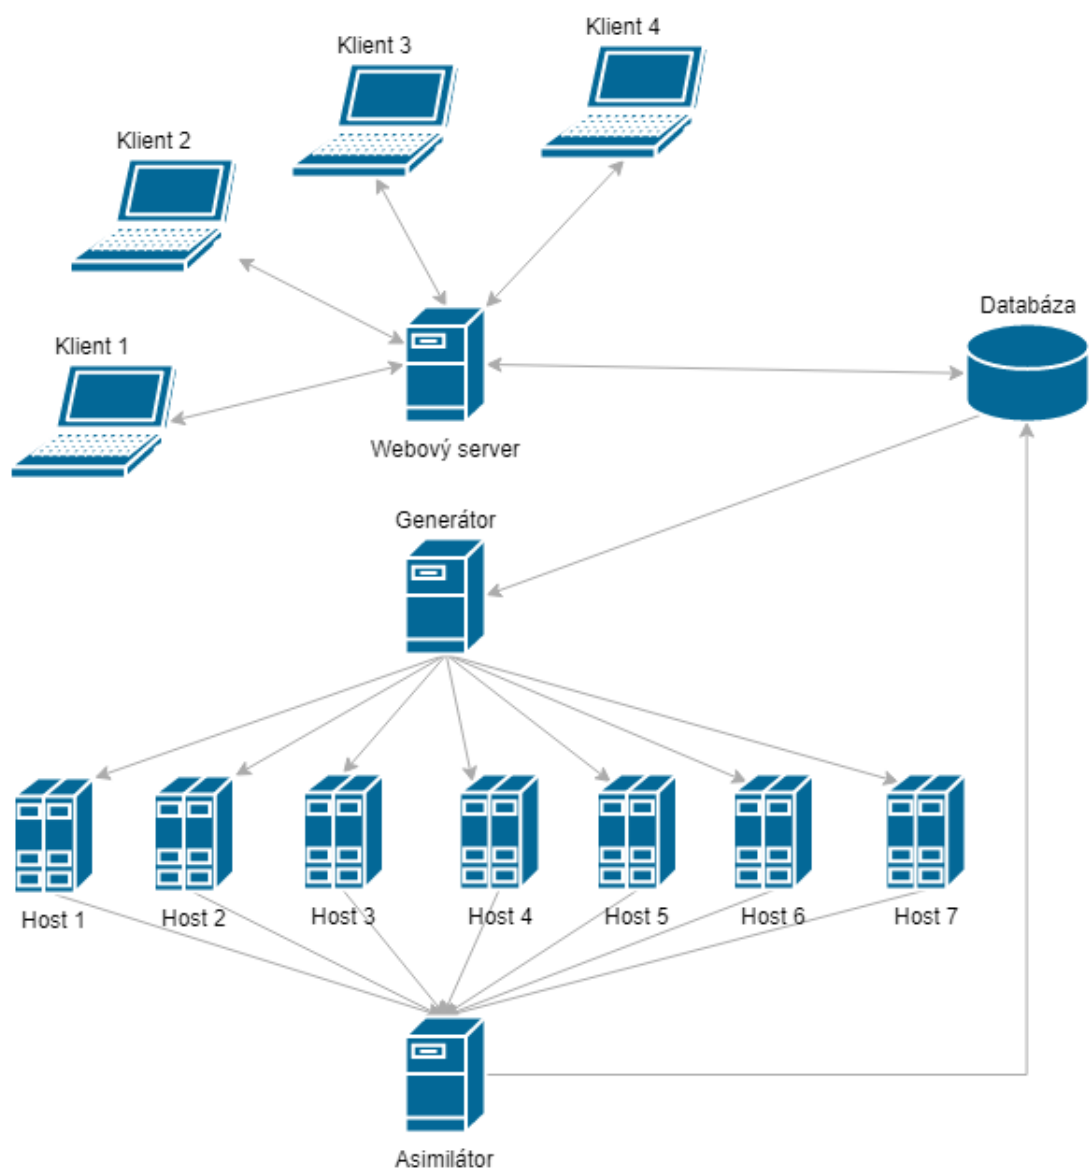 Klient 4
Klient 3
Klient 2
Databáza
Klient 1
Webový server
Generátor
Host 1
Host 2
Host 3
Host 4
Host 5
Host 6
Host 7
Asimilátor